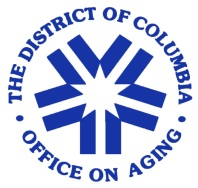 THE DISTRICT OF COLUMBIA
• OFFICE ON AGING •